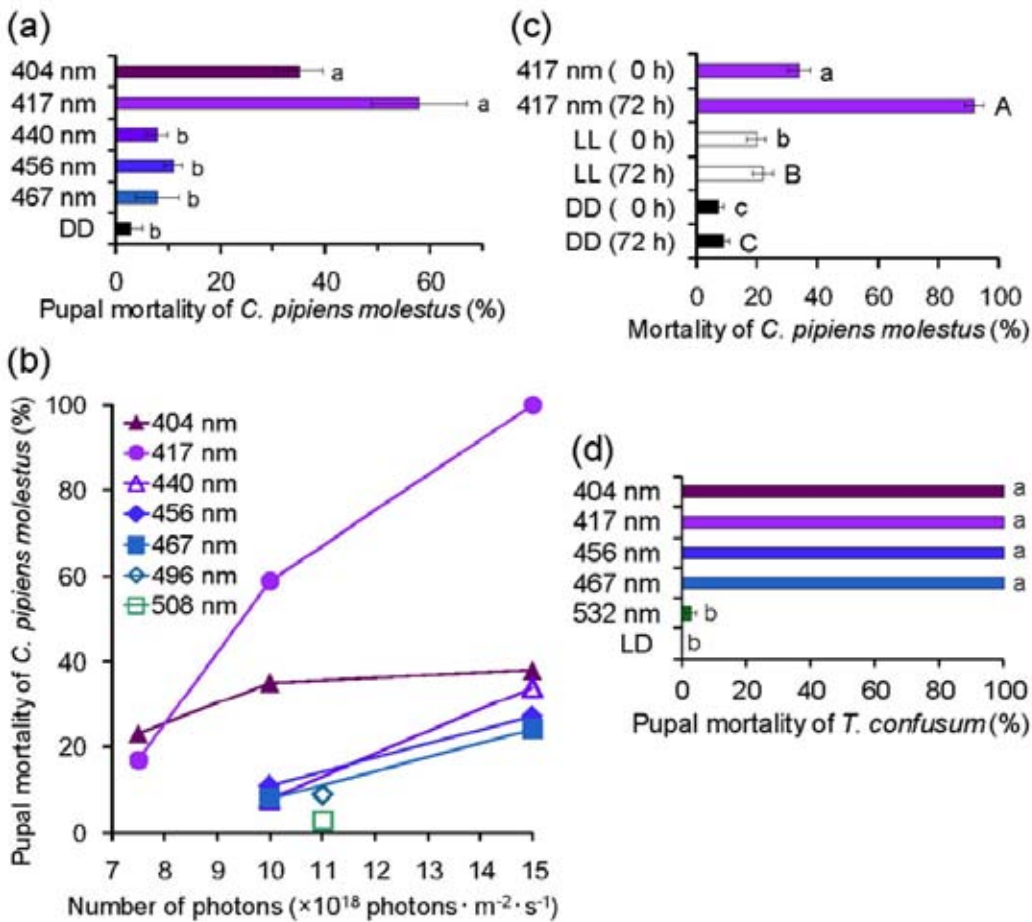 (a)
404 nm a
417 nm a
440 nm b
456 nm b
467 nm b
DD b
0 20 40 60
Pupal mortality of C. pipiens molestus (%)
(c)
417 nm ( 0 h) a
417 nm (72 h) A
LL ( 0 h) b
LL (72 h) B
DD ( 0 h) c
DD (72 h) C
0 20 40 60 80 100
Mortality of C. pipiens molestus (%)
(b)
Pupal mortality of C. pipiens molestus (%)
100
80
60
40
20
0
404 nm
417 nm
440 nm
456 nm
467 nm
496 nm
508 nm
7 8 9 10 11 12 13 14 15
Number of photons (×10¹⁸ photons · m⁻² · s⁻¹)
(d)
404 nm a
417 nm a
456 nm a
467 nm a
532 nm b
LD b
0 20 40 60 80 100
Pupal mortality of T. confusum (%)